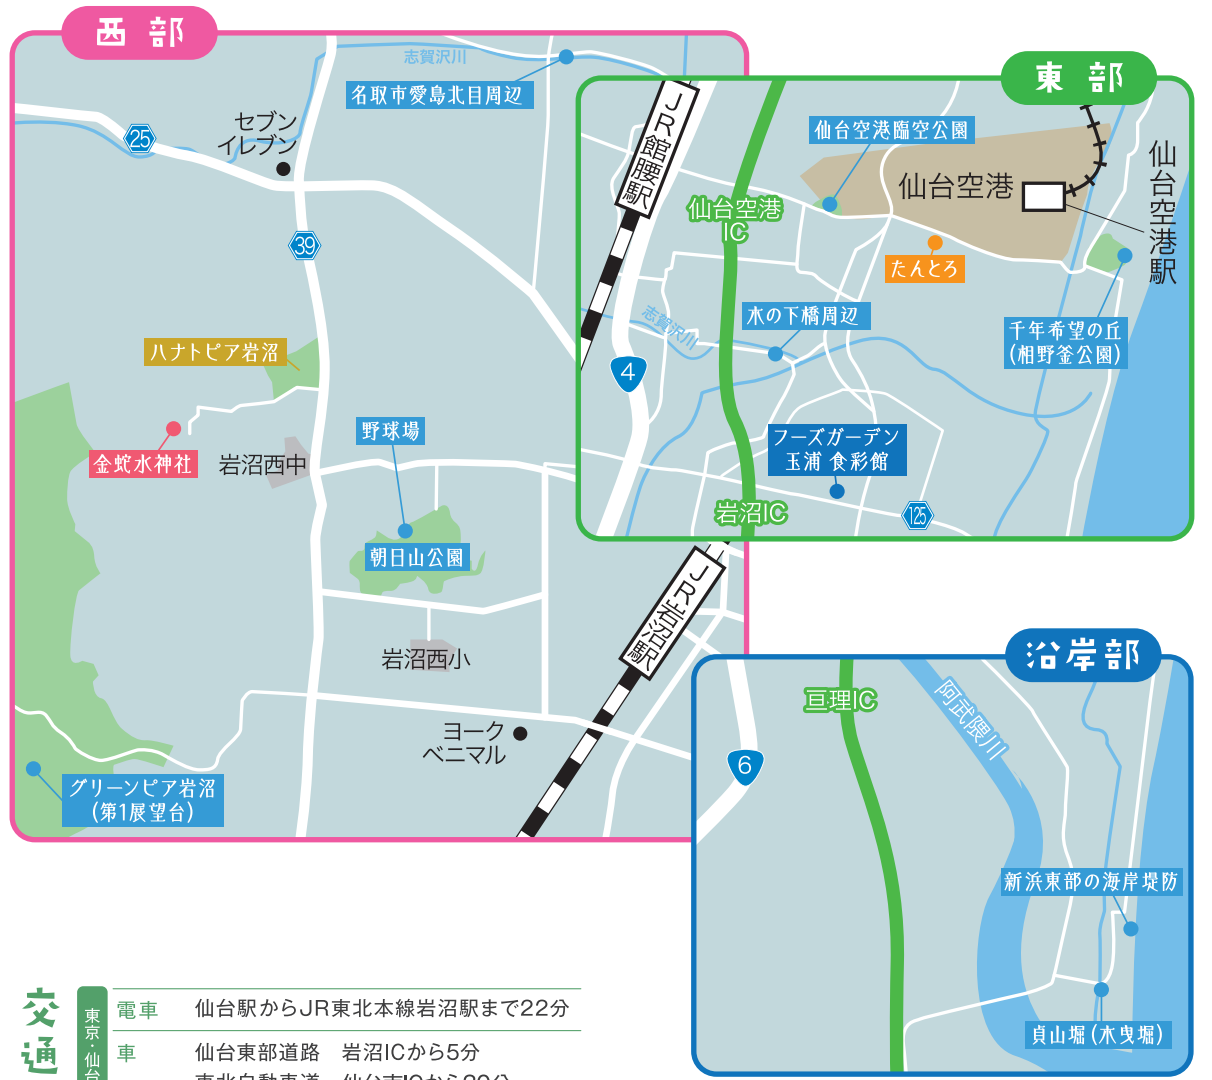 西部
志賀沢川
名取市愛島北目周辺
セブン
イレブン
25
39
ハナトピア岩沼
金蛇水神社
岩沼西中
野球場
朝日山公園
岩沼西小
ヨーク
ベニマル
グリーンピア岩沼
(第1展望台)
JR岩沼駅
東部
JR館腰駅
仙台空港臨空公園
仙台空港
仙台空港駅
仙台空港
IC
たんとろ
志賀沢川
木の下橋周辺
千年希望の丘
(相野釜公園)
4
フーズガーデン
玉浦 食彩館
岩沼IC
125
沿岸部
亘理IC
阿武隈川
6
新浜東部の海岸堤防
貞山堀(木曳堀)
交通
東京・仙台
電車 仙台駅からJR東北本線岩沼駅まで22分
車 仙台東部道路 岩沼ICから5分